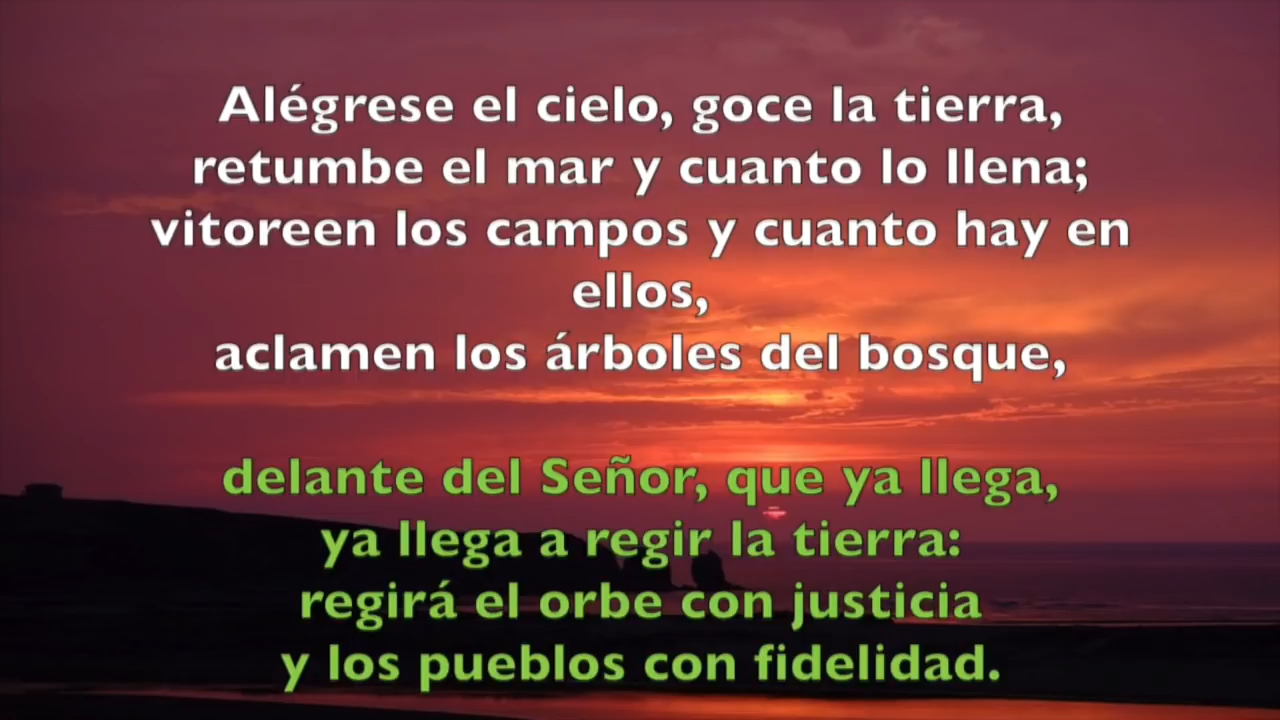 Alégrese el cielo, goce la tierra,
retumbe el mar y cuanto lo llena;
vitoreen los campos y cuanto hay en
ellos,
aclamen los árboles del bosque,
delante del Señor, que ya llega,
ya llega a regir la tierra:
regirá el orbe con justicia
y los pueblos con fidelidad.